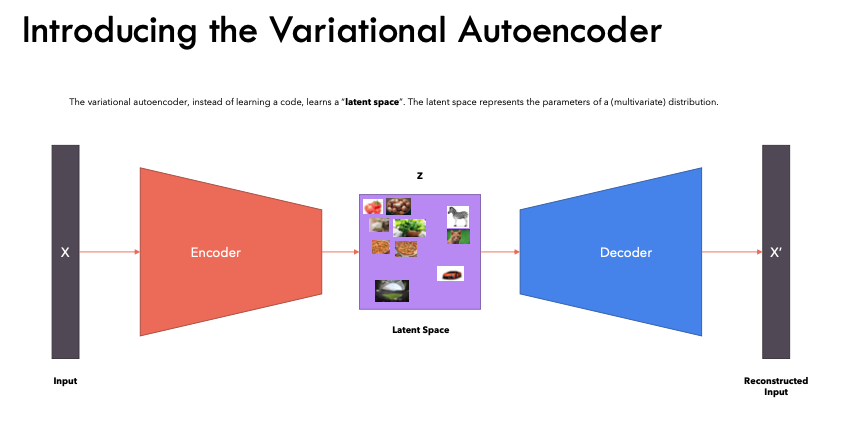 Introducing the Variational Autoencoder
The variational autoencoder, instead of learning a code, learns a "latent space". The latent space represents the parameters of a (multivariate) distribution.
Z
X
Encoder
Decoder
X'
Latent Space
Input
Reconstructed
Input